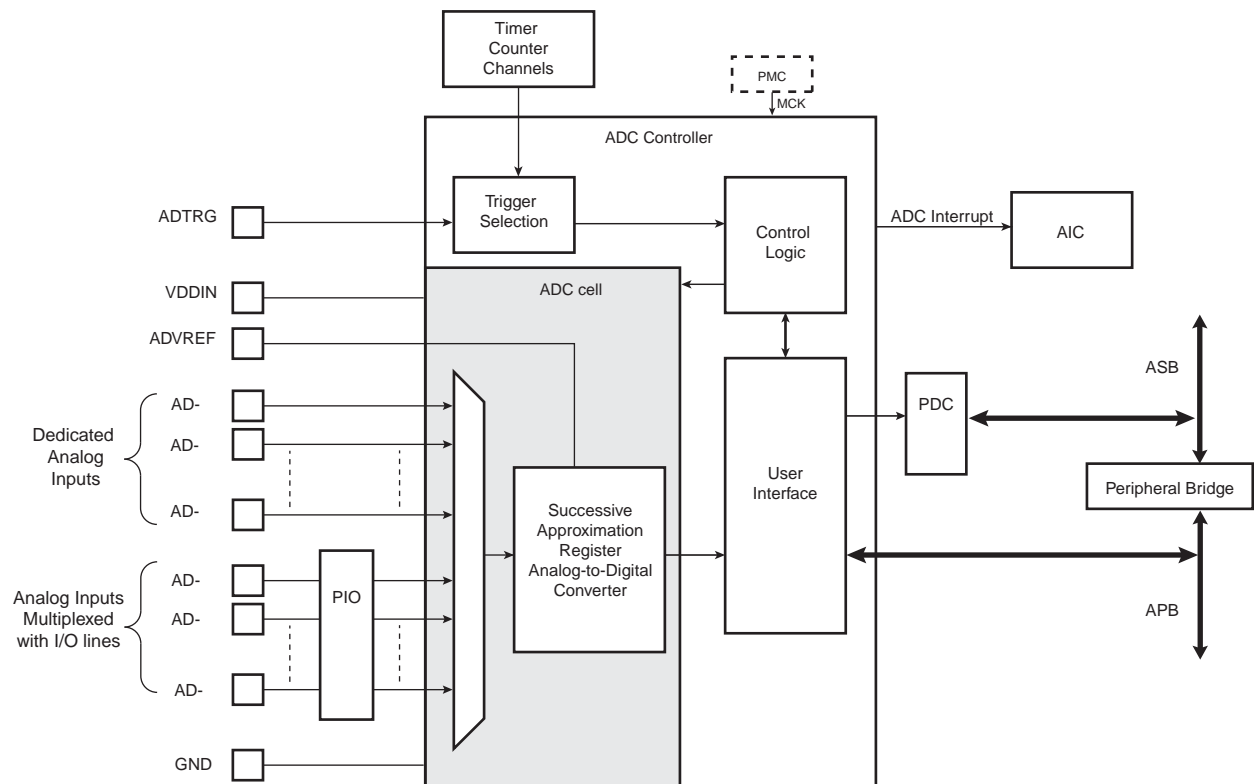 Timer
Counter
Channels
PMC
MCK
ADC Controller
ADTRG
Trigger
Selection
Control
Logic
ADC Interrupt
AIC
VDDIN
ADC cell
ADVREF
ASB
Dedicated
Analog
Inputs
AD-
AD-
AD-
PDC
User
Interface
Peripheral Bridge
Successive
Approximation
Register
Analog-to-Digital
Converter
Analog Inputs
Multiplexed
with I/O lines
AD-
AD-
AD-
PIO
APB
GND